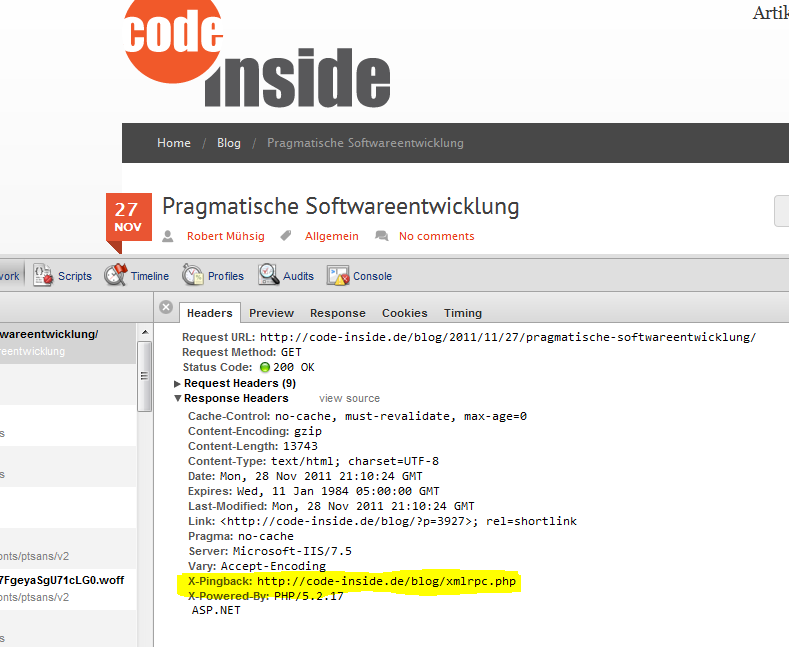 Artik
code
inside
Home / Blog / Pragmatische Softwareentwicklung
27
NOV
Pragmatische Softwareentwicklung
Robert Mühsig Allgemein No comments
work Scripts Timeline Profiles Audits Console
Headers Preview Response Cookies Timing
wareentwicklung/
reentwicklung
Request URL: http://code-inside.de/blog/2011/11/27/pragmatische-softwareentwicklung/
Request Method: GET
Status Code: 200 OK
Request Headers (9)
Response Headers view source
Cache-Control: no-cache, must-revalidate, max-age=0
Content-Encoding: gzip
s
Content-Length: 13743
Content-Type: text/html; charset=UTF-8
s
Date: Mon, 28 Nov 2011 21:10:24 GMT
Expires: Wed, 11 Jan 1984 05:00:00 GMT
Last-Modified: Mon, 28 Nov 2011 21:10:24 GMT
Link: <http://code-inside.de/blog/?p=3927>; rel=shortlink
Pragma: no-cache
Server: Microsoft-IIS/7.5
onts/ptsans/v2
Vary: Accept-Encoding
7FgeyaSgU71cLG0.woff
X-Pingback: http://code-inside.de/blog/xmlrpc.php
onts/ptsans/v2
X-Powered-By: PHP/5.2.17
ASP.NET
s